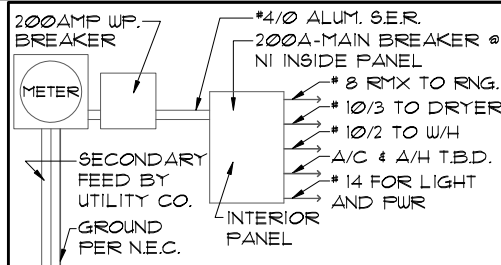 200AMP WP.
BREAKER
METER
SECONDARY
FEED BY
UTILITY CO.
GROUND
PER N.E.C.
#4/0 ALUM. S.E.R.
200A-MAIN BREAKER @
NI INSIDE PANEL
INTERIOR
PANEL
# 8 RMX TO RNG.
# 10/3 TO DRYER
# 10/2 TO W/H
A/C & A/H T.B.D.
# 14 FOR LIGHT
AND PWR